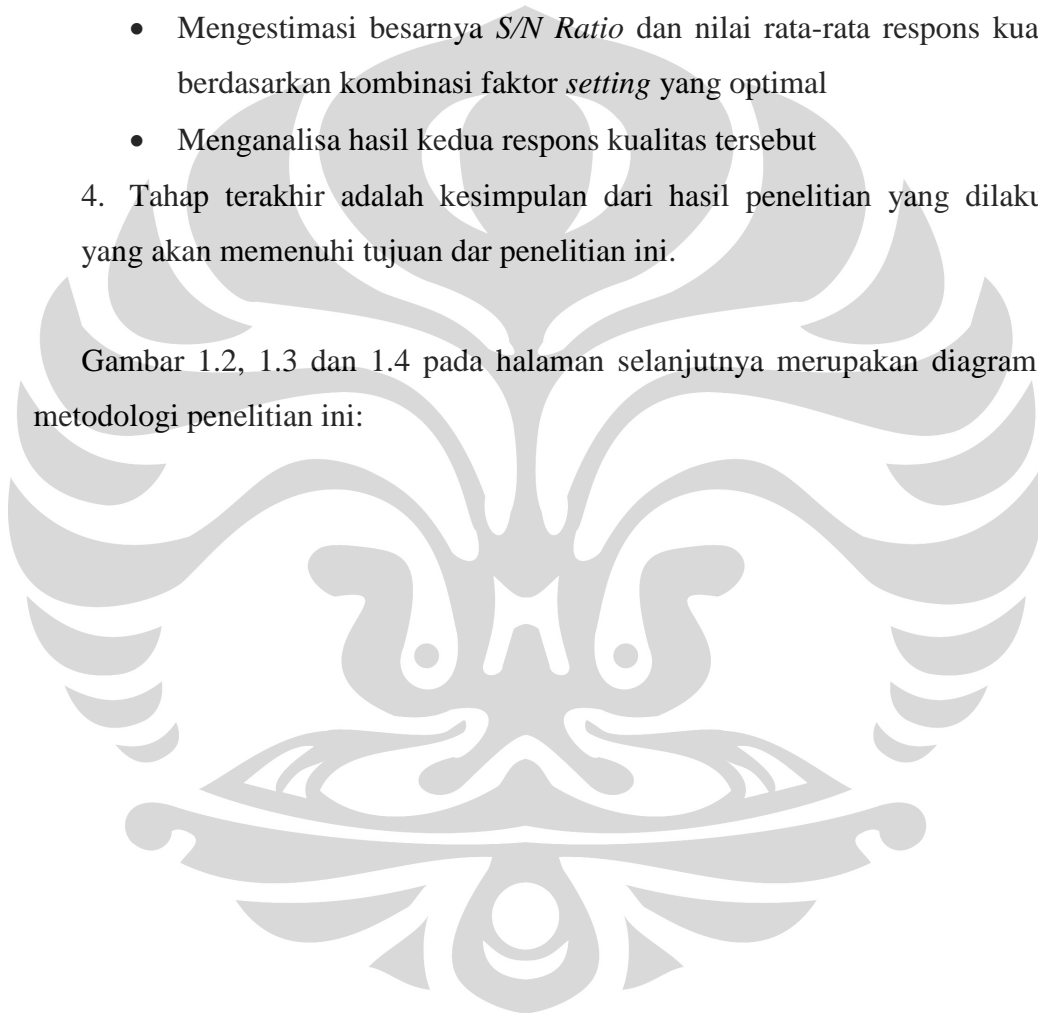 • Mengestimasi besarnya S/N Ratio dan nilai rata-rata respons kua
berdasarkan kombinasi faktor setting yang optimal
• Menganalisa hasil kedua respons kualitas tersebut
4. Tahap terakhir adalah kesimpulan dari hasil penelitian yang dilaku
yang akan memenuhi tujuan dar penelitian ini.
Gambar 1.2, 1.3 dan 1.4 pada halaman selanjutnya merupakan diagram
metodologi penelitian ini: